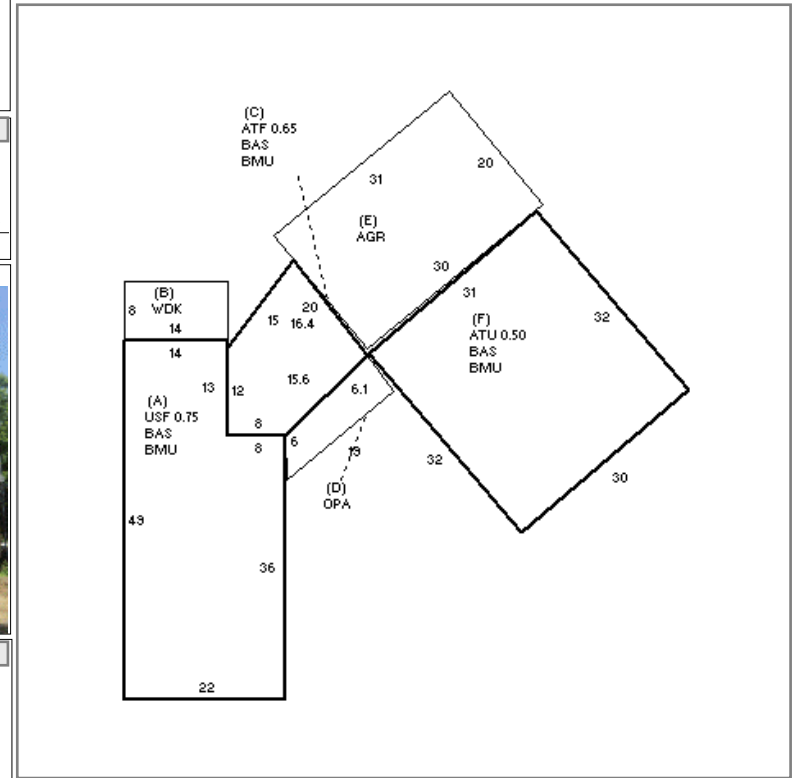 (C)
ATF 0.65
BAS
BMU
31
20
(E)
AGR
30
31
(B)
WDK
8
14
14
20
15
16.4
(F)
ATU 0.50
BAS
BMU
32
13
12
15.6
6.1
(A)
USF 0.75
BAS
BMU
8
8
6
19
32
(D)
OPA
30
49
36
22